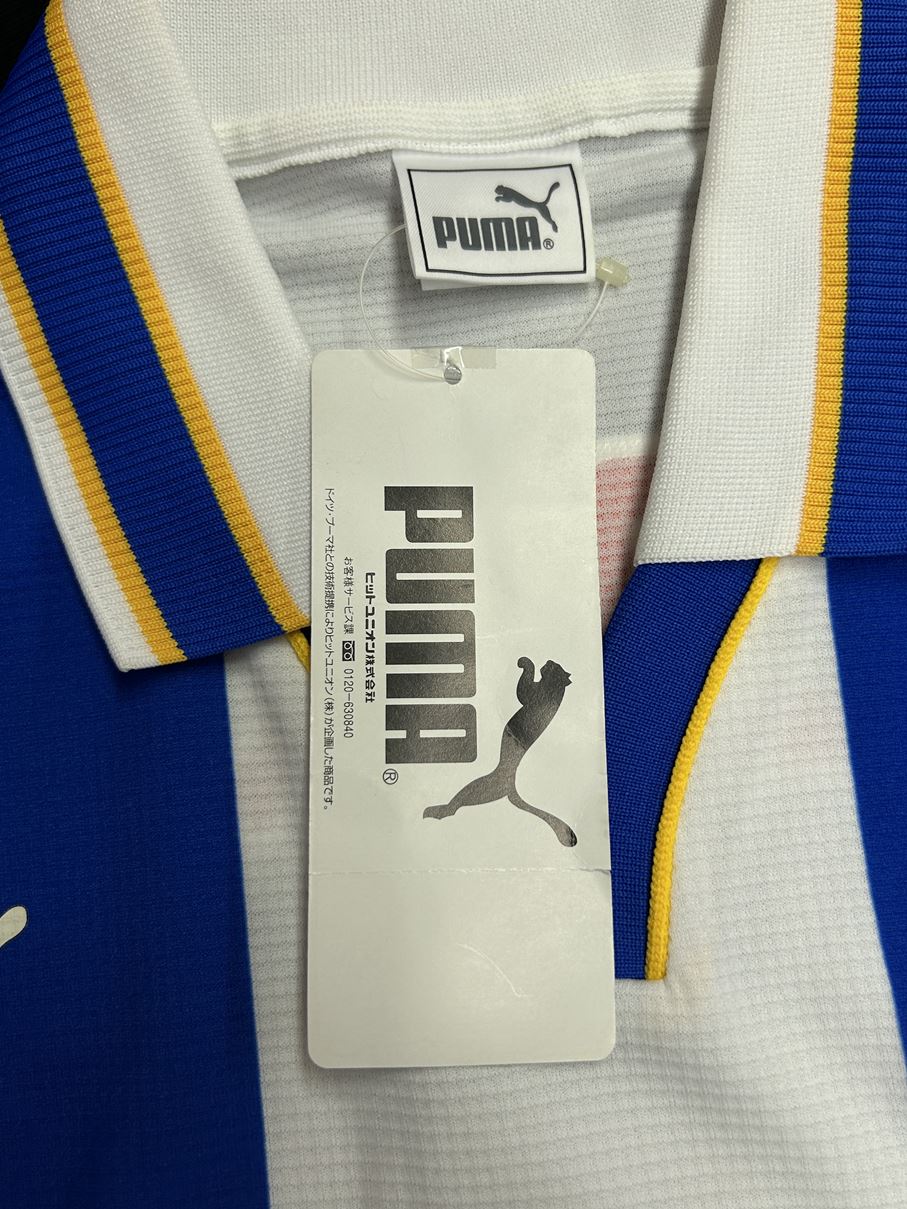 PUMA®
PUMA®
ヒットユニオン株式会社
お客様サービス課 0120-630840
ドイツ・プーマ社との技術提携によりヒットユニオン(株)が企画した商品です。